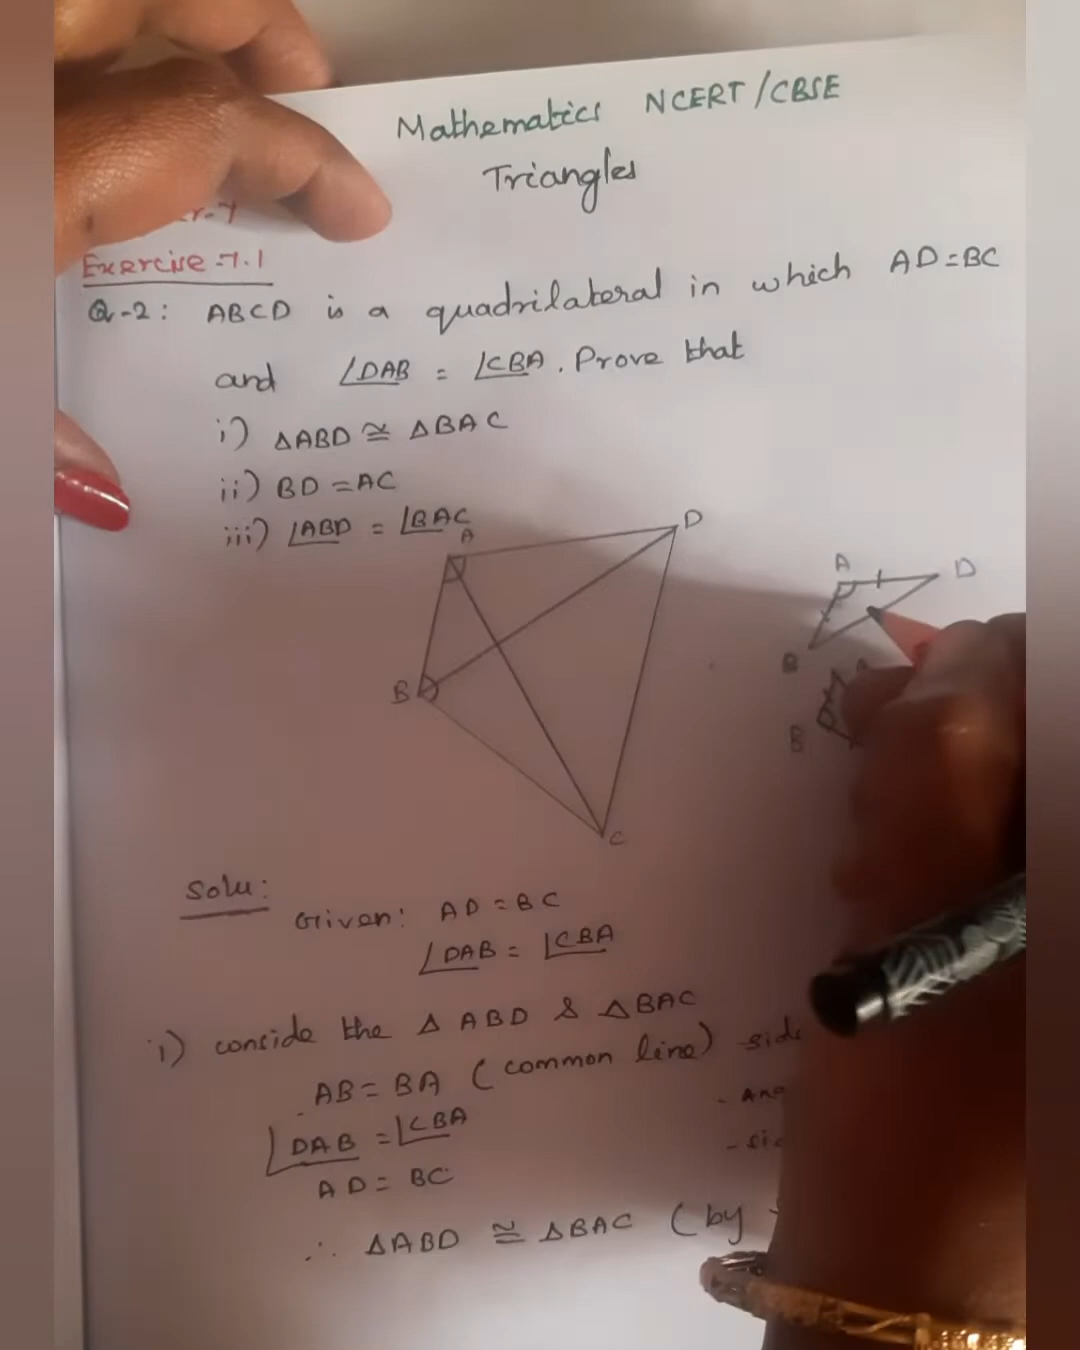 Mathematics NCERT/CBSE
Triangles
Exercise-7.1
Q-2: ABCD is a quadrilateral in which AD=BC
and ∠DAB = ∠CBA. Prove that
i) ΔABD ≅ ΔBAC
ii) BD=AC
iii) ∠ABD = ∠BAC
A
D
B
C
A
D
B
B
Solu:
Given: AD=BC
∠DAB = ∠CBA
i) conside the Δ ABD & ΔBAC
AB = BA (common line) side
∠DAB = ∠CBA
AD = BC
∴ ΔABD ≅ ΔBAC (by